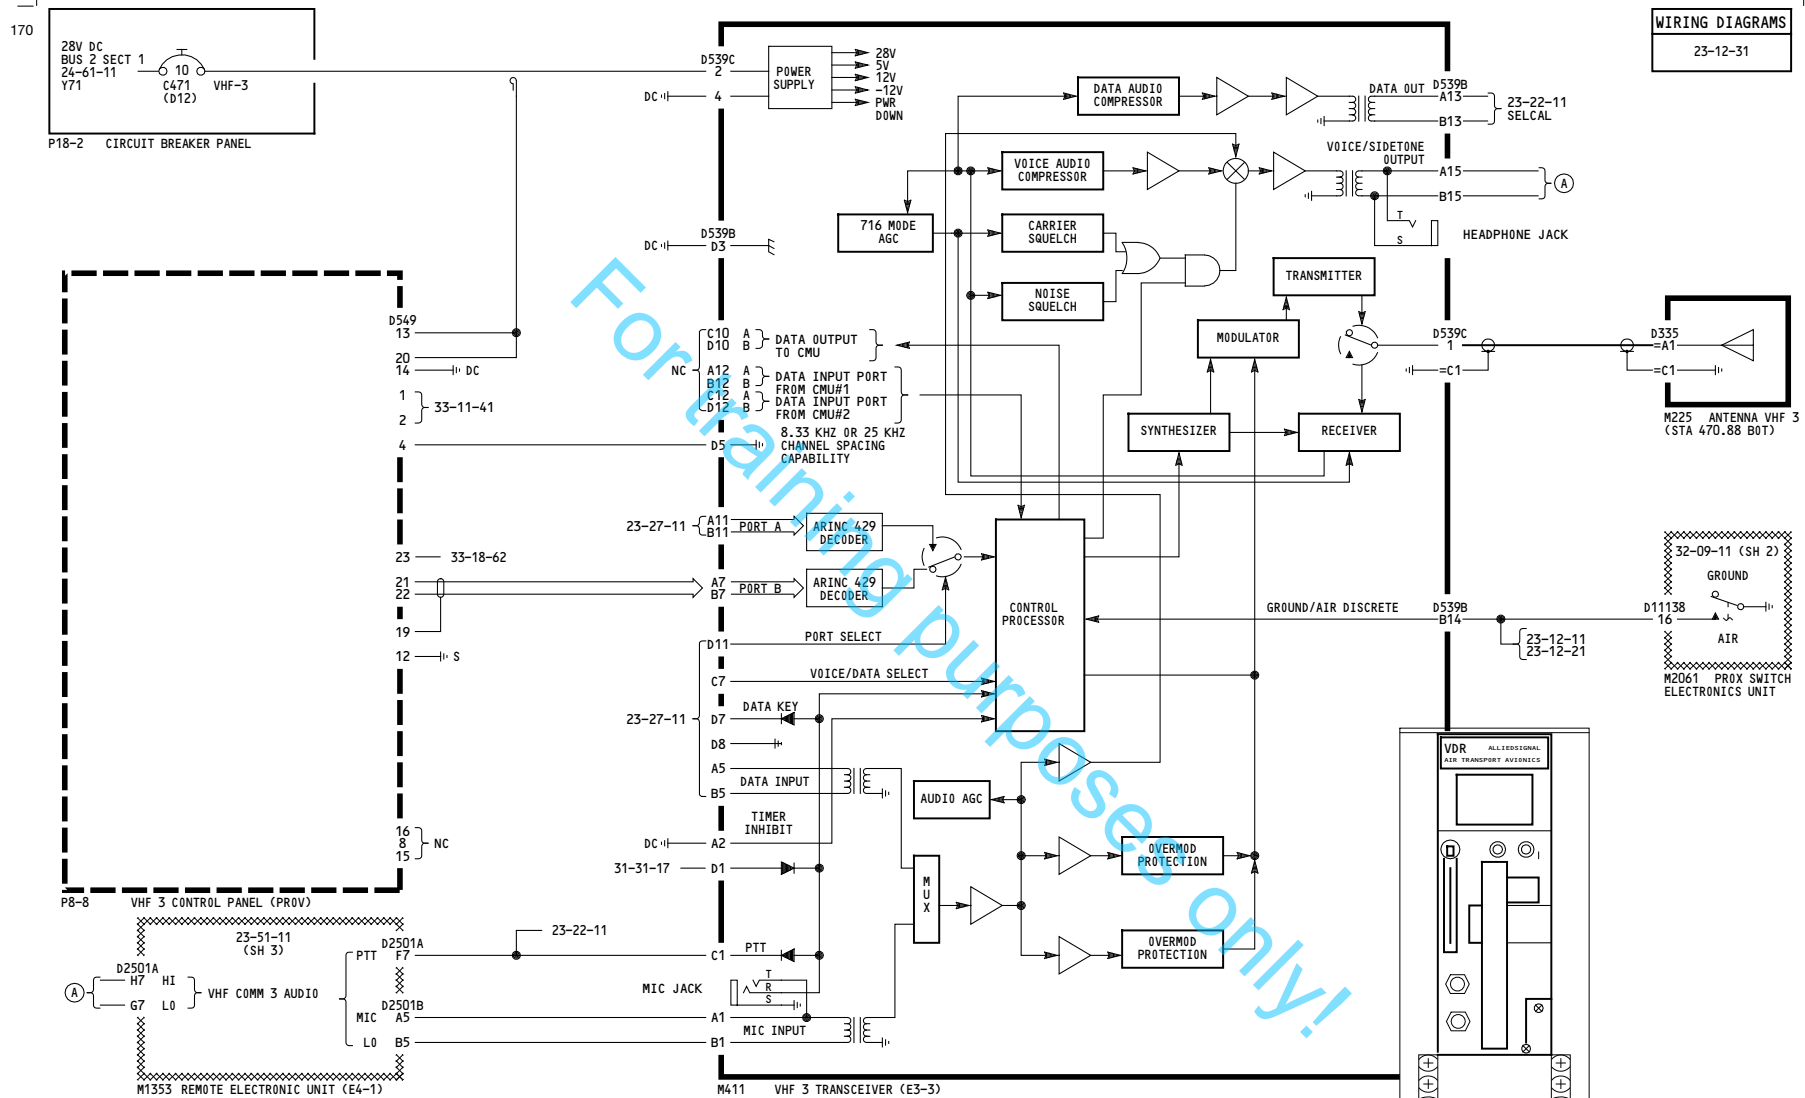 170
WIRING DIAGRAMS
23-12-31
28V DC
BUS 2 SECT 1
24-61-11
Y71
10
C471
(D12)
VHF-3
P18-2 CIRCUIT BREAKER PANEL
D539C
2
DC
4
POWER
SUPPLY
28V
5V
12V
-12V
PWR
DOWN
DATA AUDIO
COMPRESSOR
DATA OUT
D539B
A13
B13
23-22-11
SELCAL
VOICE AUDIO
COMPRESSOR
VOICE/SIDETONE
OUTPUT
A15
B15
A
T
S
HEADPHONE JACK
716 MODE
AGC
CARRIER
SQUELCH
NOISE
SQUELCH
D539B
DC
D3
TRANSMITTER
MODULATOR
SYNTHESIZER
RECEIVER
D539C
1
=C1
D335
=A1
=C1
M225 ANTENNA VHF 3
(STA 470.88 BOT)
D549
13
20
14
DC
1
2
33-11-41
4
23
33-18-62
21
22
19
12
S
16
8
15
NC
P8-8 VHF 3 CONTROL PANEL (PROV)
NC
C10 A
D10 B
DATA OUTPUT
TO CMU
A12 A
B12 B
DATA INPUT PORT
FROM CMU#1
C12 A
D12 B
DATA INPUT PORT
FROM CMU#2
D5
8.33 KHZ OR 25 KHZ
CHANNEL SPACING
CAPABILITY
23-27-11
A11
B11
PORT A
ARINC 429
DECODER
A7
B7
PORT B
ARINC 429
DECODER
CONTROL
PROCESSOR
GROUND/AIR DISCRETE
D539B
B14
23-12-11
23-12-21
D11138
16
32-09-11 (SH 2)
GROUND
AIR
M2061 PROX SWITCH
ELECTRONICS UNIT
23-27-11
D11
PORT SELECT
C7
VOICE/DATA SELECT
D7
DATA KEY
D8
A5
DATA INPUT
B5
TIMER
INHIBIT
DC
A2
31-31-17
D1
AUDIO AGC
MUX
OVERMOD
PROTECTION
OVERMOD
PROTECTION
23-51-11
(SH 3)
D2501A
PTT F7
23-22-11
C1
PTT
A
D2501A
H7 HI
G7 LO
VHF COMM 3 AUDIO
D2501B
MIC A5
LO B5
MIC JACK
T
R
S
A1
MIC INPUT
B1
M1353 REMOTE ELECTRONIC UNIT (E4-1)
M411 VHF 3 TRANSCEIVER (E3-3)
VDR ALLIEDSIGNAL
AIR TRANSPORT AVIONICS
For training purposes only!